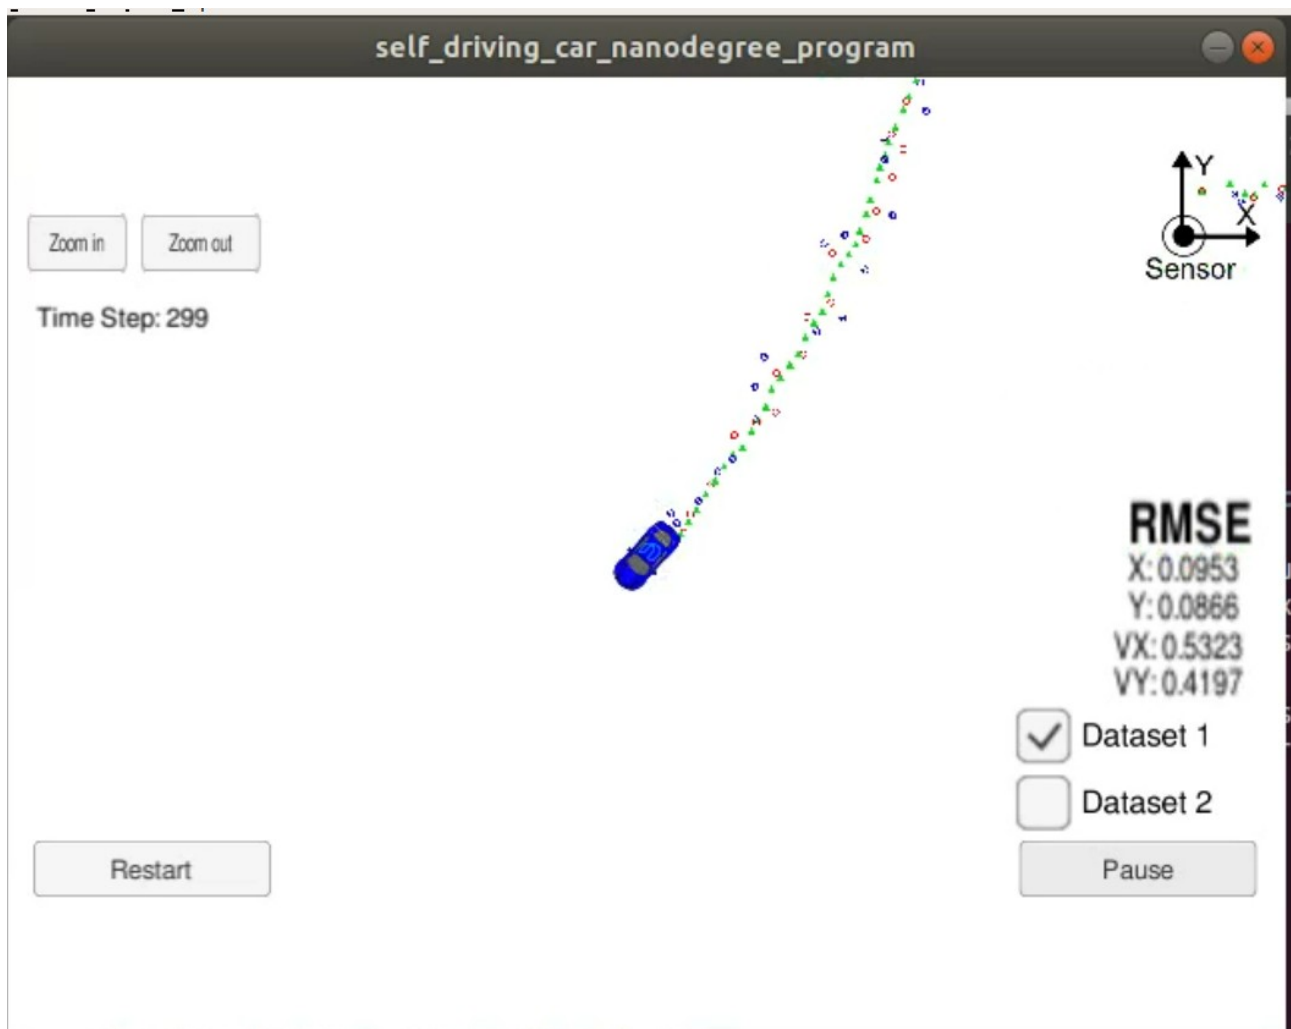 self_driving_car_nanodegree_program
Y
X
Sensor
Zoom in
Zoom out
Time Step: 299
RMSE
X: 0.0953
Y: 0.0866
VX: 0.5323
VY: 0.4197
Dataset 1
Dataset 2
Restart
Pause